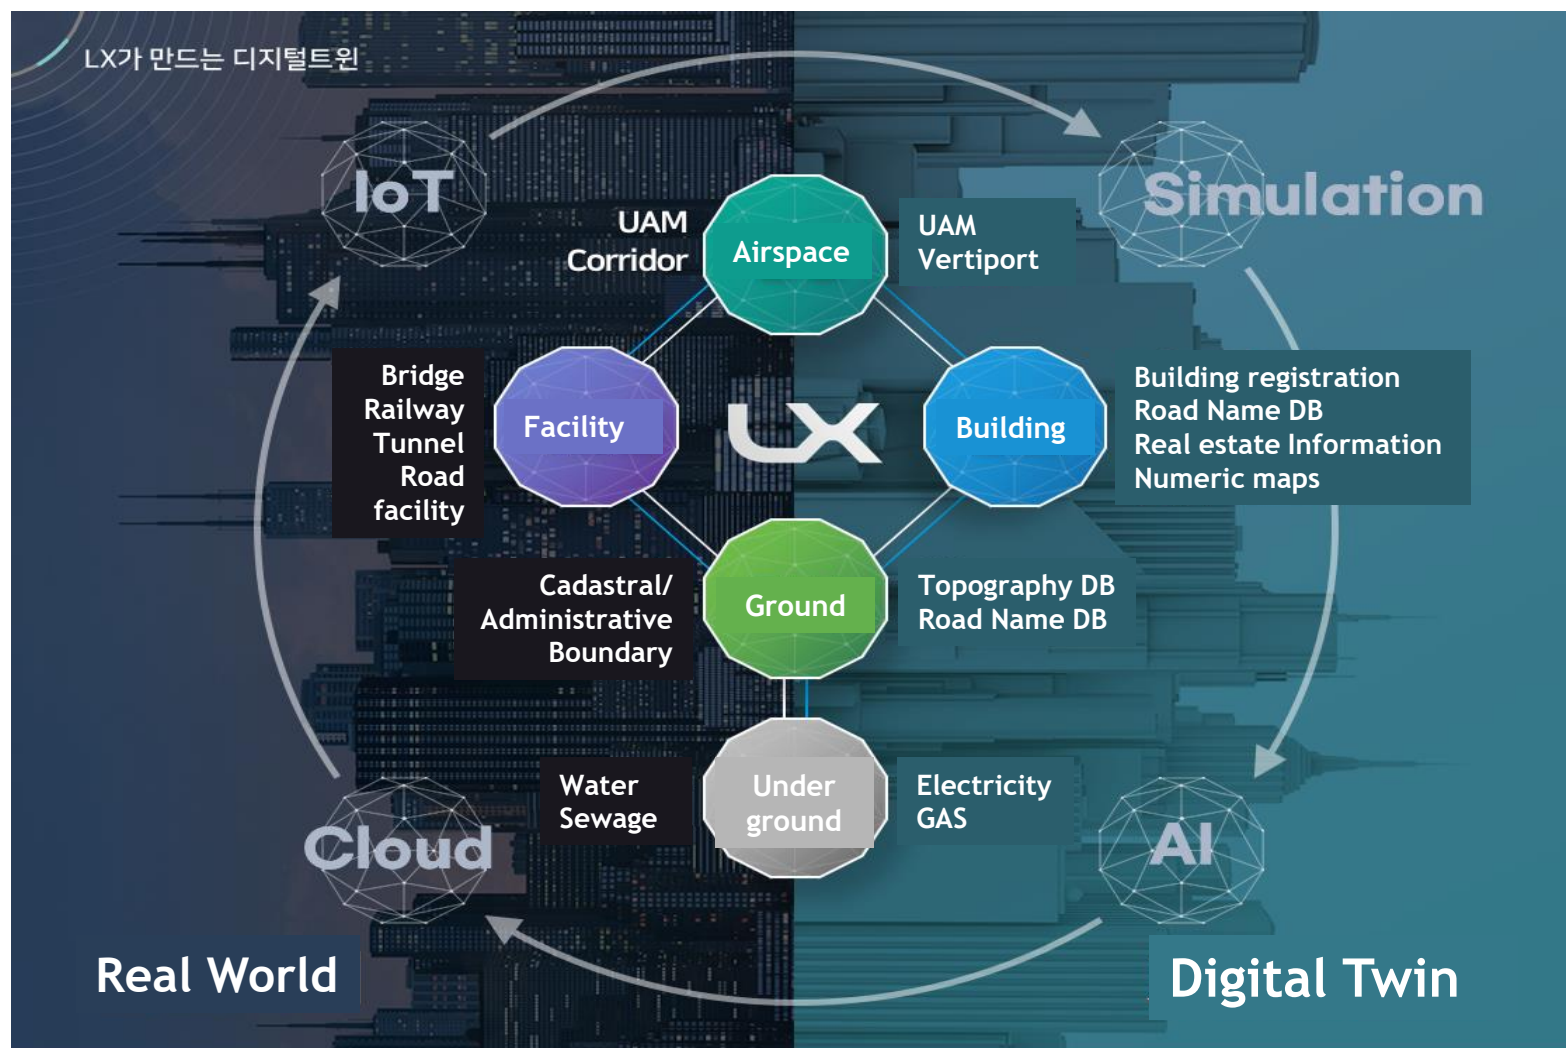 LX가 만드는 디지털트윈
IoT
Simulation
UAM
Corridor
Airspace
UAM
Vertiport
Bridge
Railway
Tunnel
Road
facility
Facility
LX
Building
Building registration
Road Name DB
Real estate Information
Numeric maps
Cadastral/
Administrative
Boundary
Ground
Topography DB
Road Name DB
Water
Sewage
Under
ground
Electricity
GAS
Cloud
AI
Real World
Digital Twin